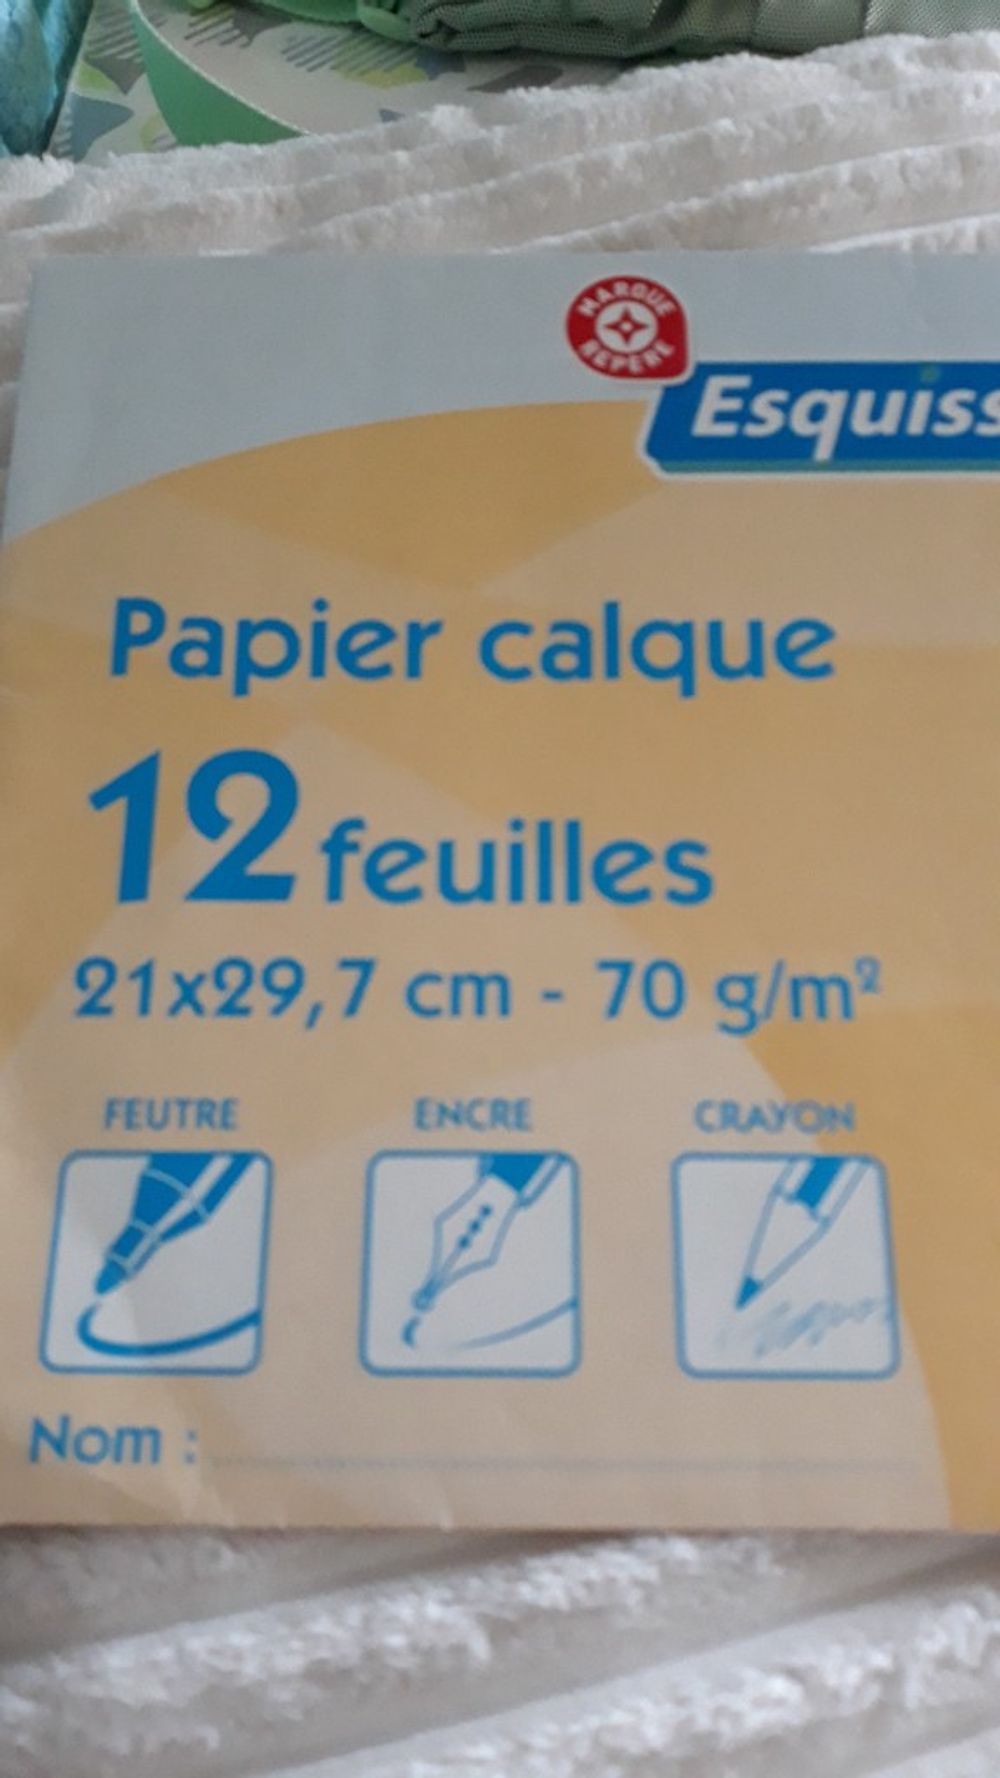 MARQUE
REPÈRE
Esquiss
Papier calque
12 feuilles
21x29,7 cm - 70 g/m²
FEUTRE ENCRE CRAYON
Nom :